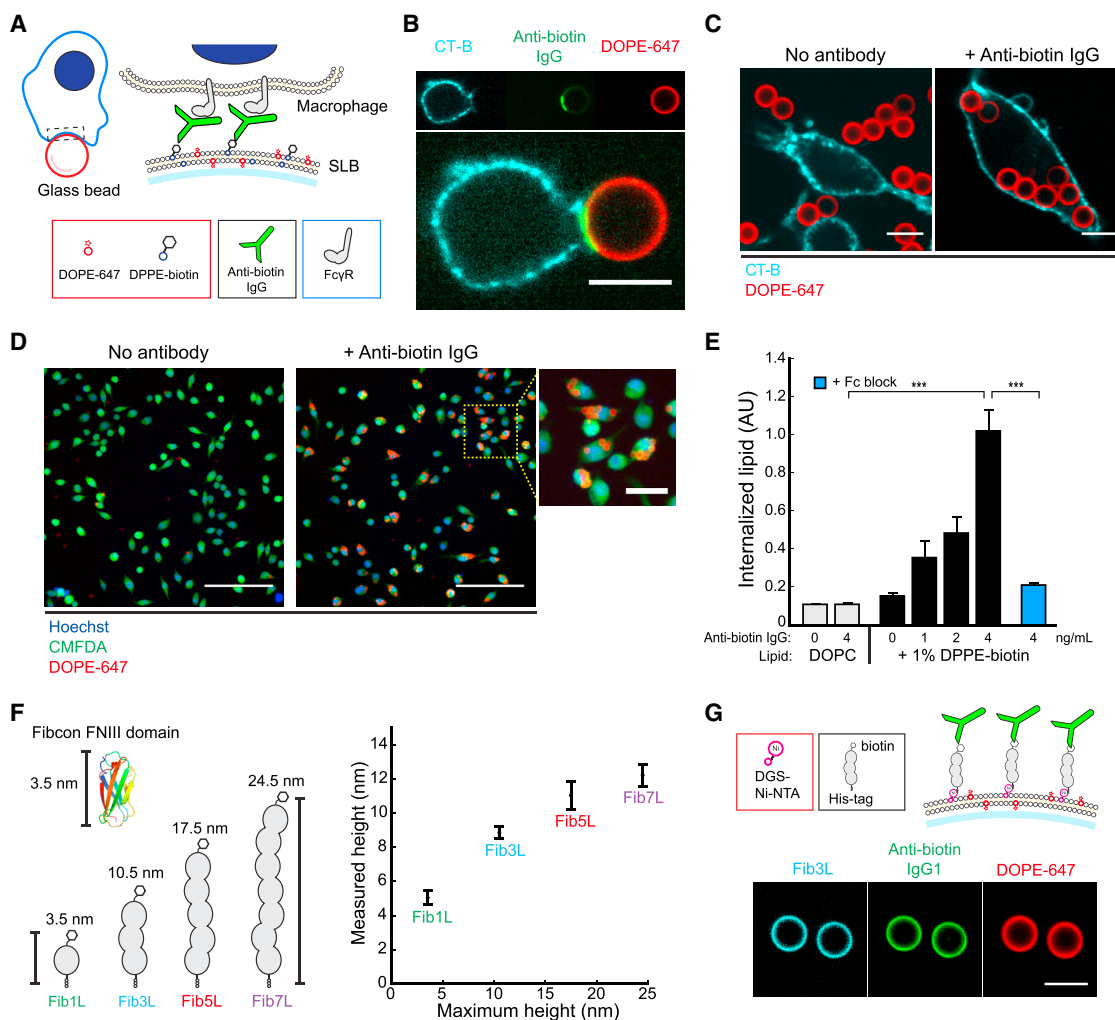 A
Macrophage
SLB
Glass bead
DOPE-647
DPPE-biotin
Anti-biotin
IgG
FcγR
B
CT-B
Anti-biotin
IgG
DOPE-647
C
No antibody
+ Anti-biotin IgG
CT-B
DOPE-647
D
No antibody
+ Anti-biotin IgG
Hoechst
CMFDA
DOPE-647
E
Internalized lipid (AU)
1.4
1.2
1.0
0.8
0.6
0.4
0.2
0
+ Fc block
***
***
Anti-biotin IgG: 0 4 0 1 2 4 4 ng/mL
Lipid: DOPC + 1% DPPE-biotin
F
Fibcon FNIII domain
3.5 nm
3.5 nm
10.5 nm
17.5 nm
24.5 nm
Fib1L
Fib3L
Fib5L
Fib7L
Measured height (nm)
14
12
10
8
6
4
2
0
Fib1L
Fib3L
Fib5L
Fib7L
0 5 10 15 20 25
Maximum height (nm)
G
Ni
DGS-
Ni-NTA
biotin
His-tag
Ni
Ni
Ni
Fib3L
Anti-biotin
IgG1
DOPE-647